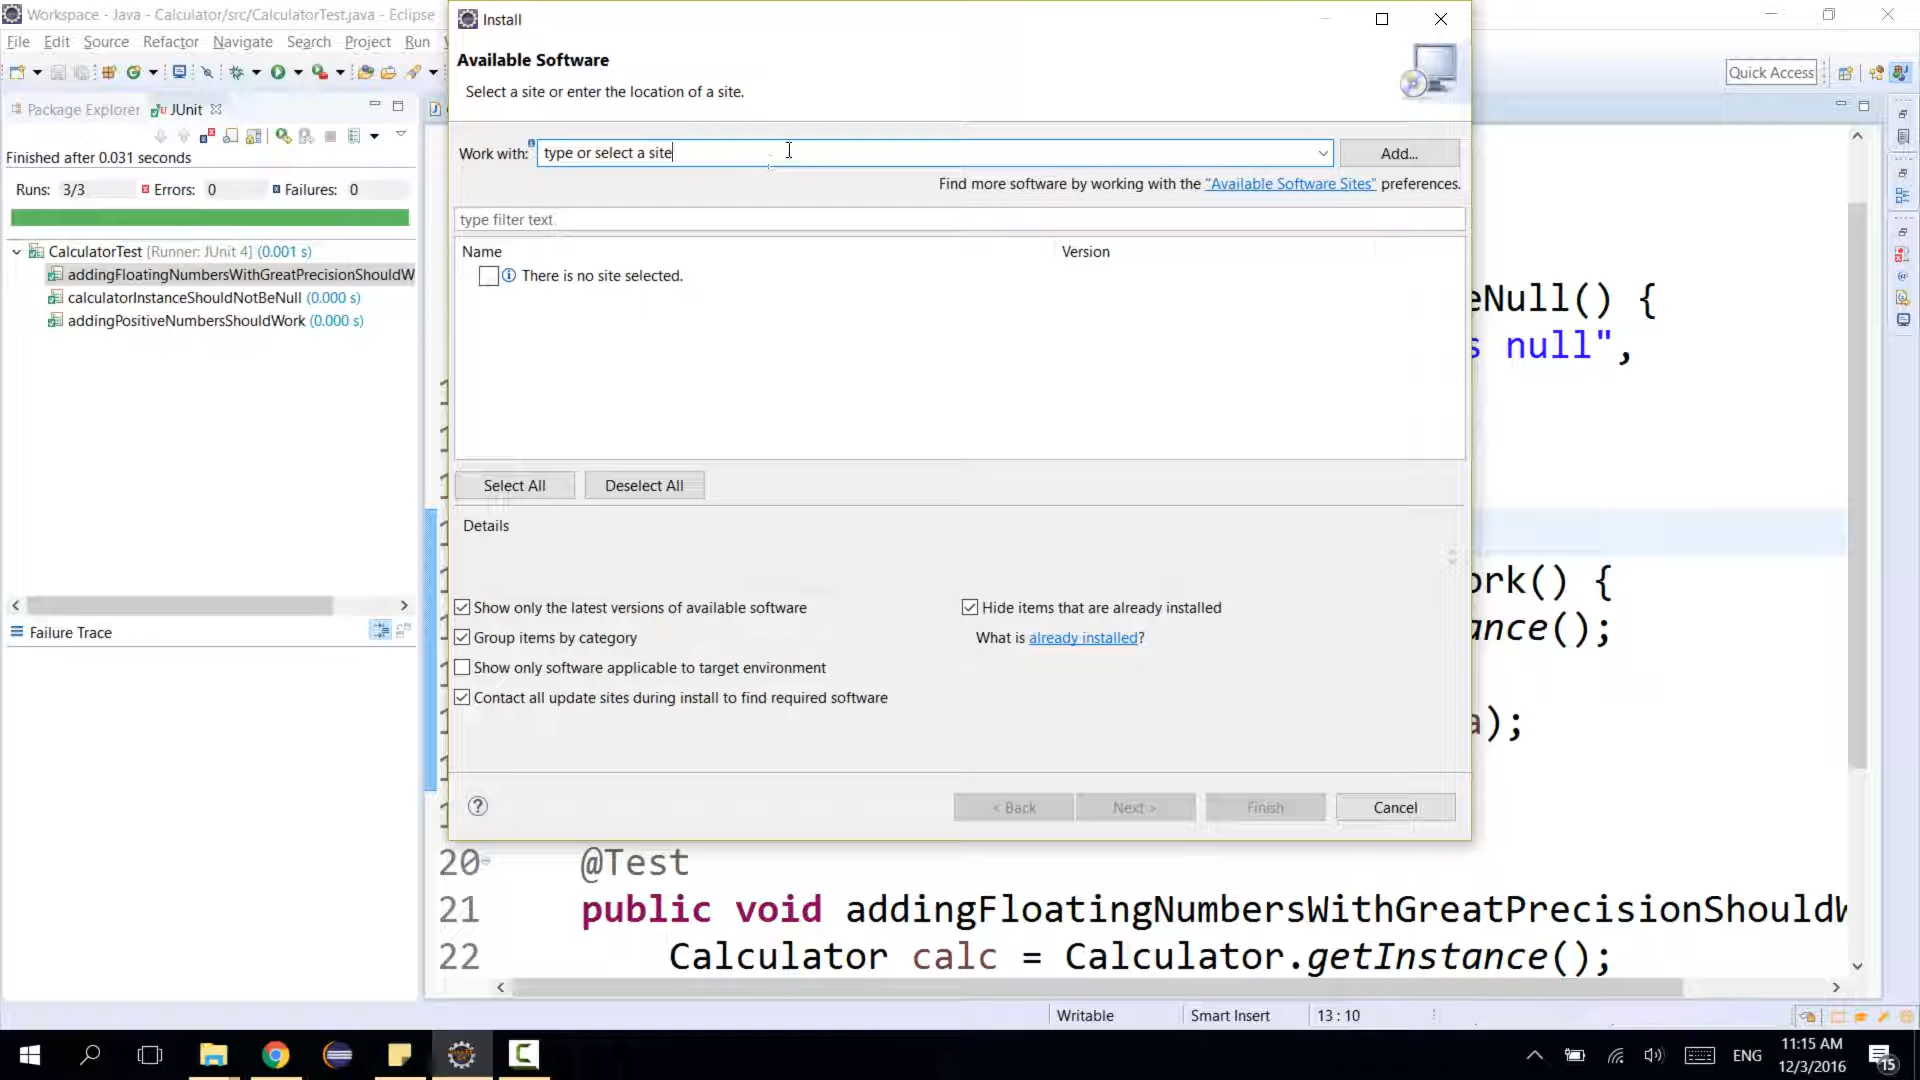 Workspace - Java - Calculator/src/CalculatorTest.java - Eclipse
File Edit Source Refactor Navigate Search Project Run
Quick Access
Package Explorer JUnit
Finished after 0.031 seconds
Runs: 3/3 Errors: 0 Failures: 0
CalculatorTest [Runner: JUnit 4] (0.001 s)
addingFloatingNumbersWithGreatPrecisionShouldW
calculatorInstanceShouldNotBeNull (0.000 s)
addingPositiveNumbersShouldWork (0.000 s)
Failure Trace
Install
Available Software
Select a site or enter the location of a site.
Work with: type or select a site Add...
Find more software by working with the "Available Software Sites" preferences.
type filter text
Name Version
There is no site selected.
Select All Deselect All
Details
Show only the latest versions of available software Hide items that are already installed
Group items by category What is already installed?
Show only software applicable to target environment
Contact all update sites during install to find required software
< Back Next > Finish Cancel
eNull() {
s null",
ork() {
ance();
a);
20 @Test
21 public void addingFloatingNumbersWithGreatPrecisionShouldW
22 Calculator calc = Calculator.getInstance();
Writable Smart Insert 13 : 10
ENG 11:15 AM
12/3/2016 15